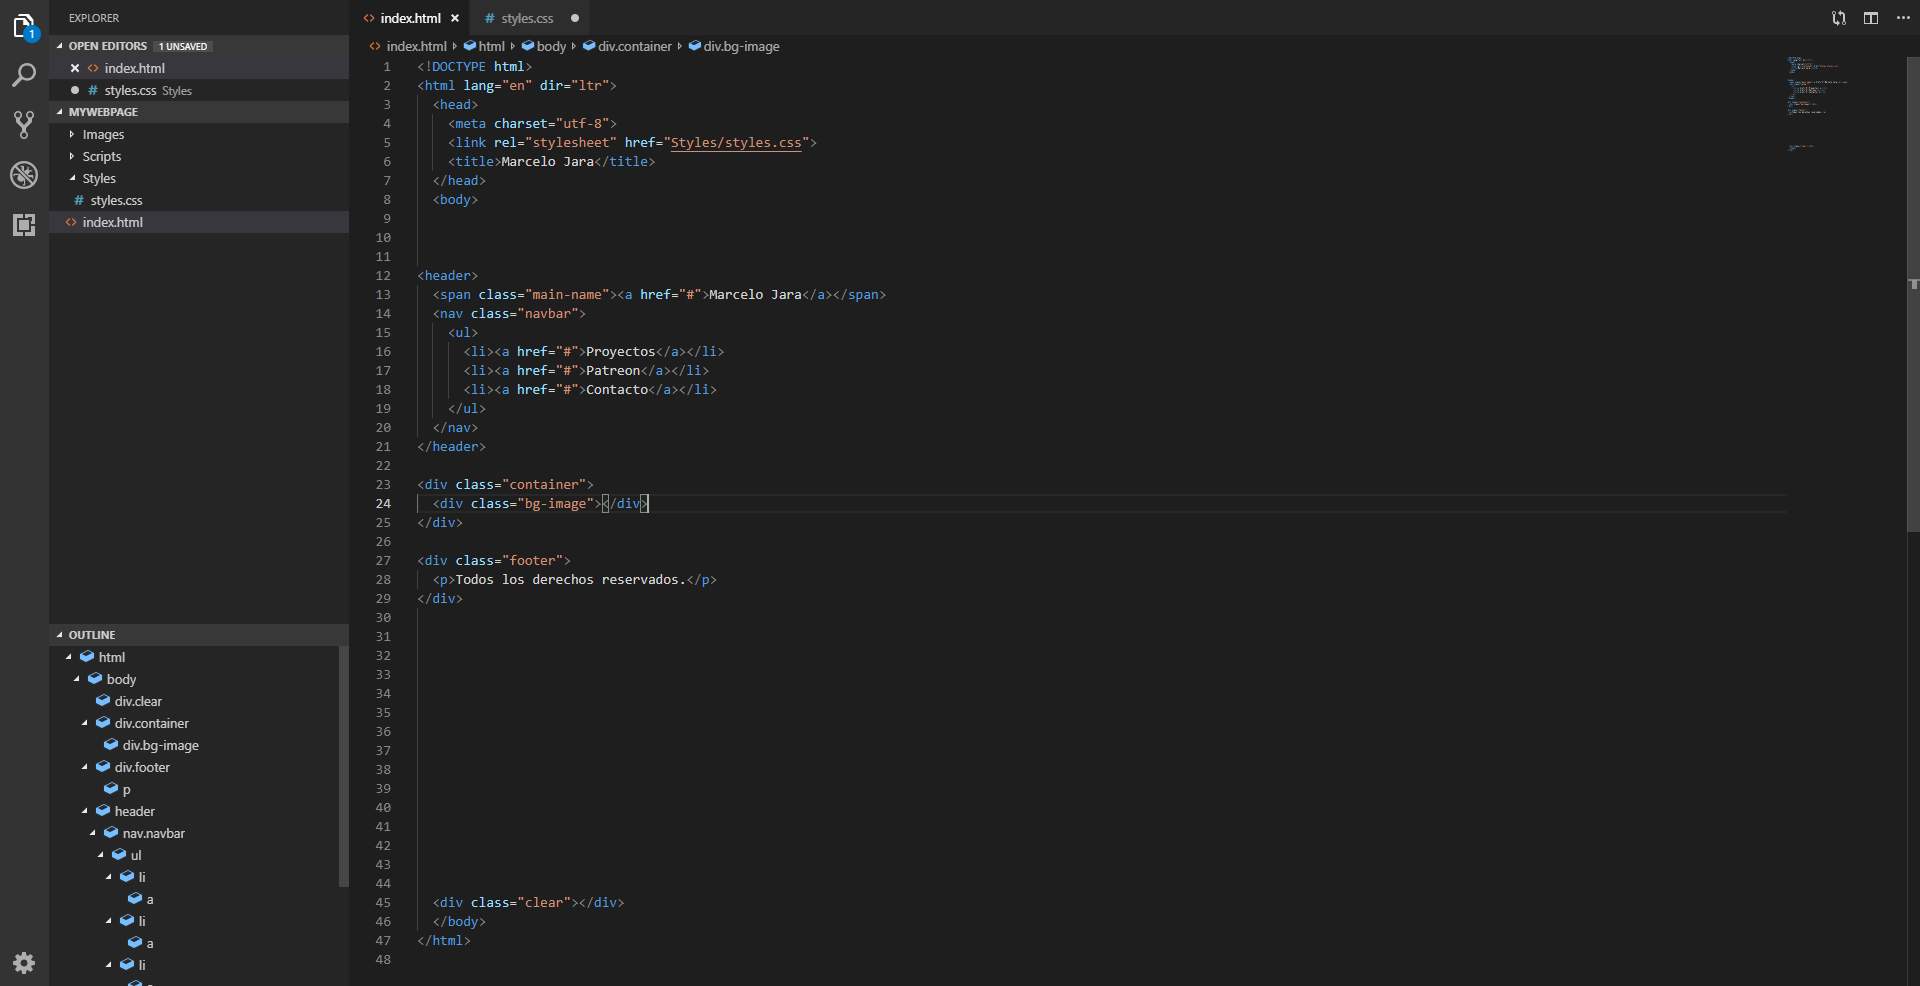 EXPLORER
OPEN EDITORS 1 UNSAVED
index.html
styles.css Styles
MYWEBPAGE
Images
Scripts
Styles
styles.css
index.html
OUTLINE
html
body
div.clear
div.container
div.bg-image
div.footer
p
header
nav.navbar
ul
li
a
li
a
li
1
index.html
styles.css
index.html html body div.container div.bg-image
1 <!DOCTYPE html>
2 <html lang="en" dir="ltr">
3 <head>
4 <meta charset="utf-8">
5 <link rel="stylesheet" href="Styles/styles.css">
6 <title>Marcelo Jara</title>
7 </head>
8 <body>
9
10
11
12 <header>
13 <span class="main-name"><a href="#">Marcelo Jara</a></span>
14 <nav class="navbar">
15 <ul>
16 <li><a href="#">Proyectos</a></li>
17 <li><a href="#">Patreon</a></li>
18 <li><a href="#">Contacto</a></li>
19 </ul>
20 </nav>
21 </header>
22
23 <div class="container">
24 <div class="bg-image"></div>
25 </div>
26
27 <div class="footer">
28 <p>Todos los derechos reservados.</p>
29 </div>
30
31
32
33
34
35
36
37
38
39
40
41
42
43
44
45 <div class="clear"></div>
46 </body>
47 </html>
48